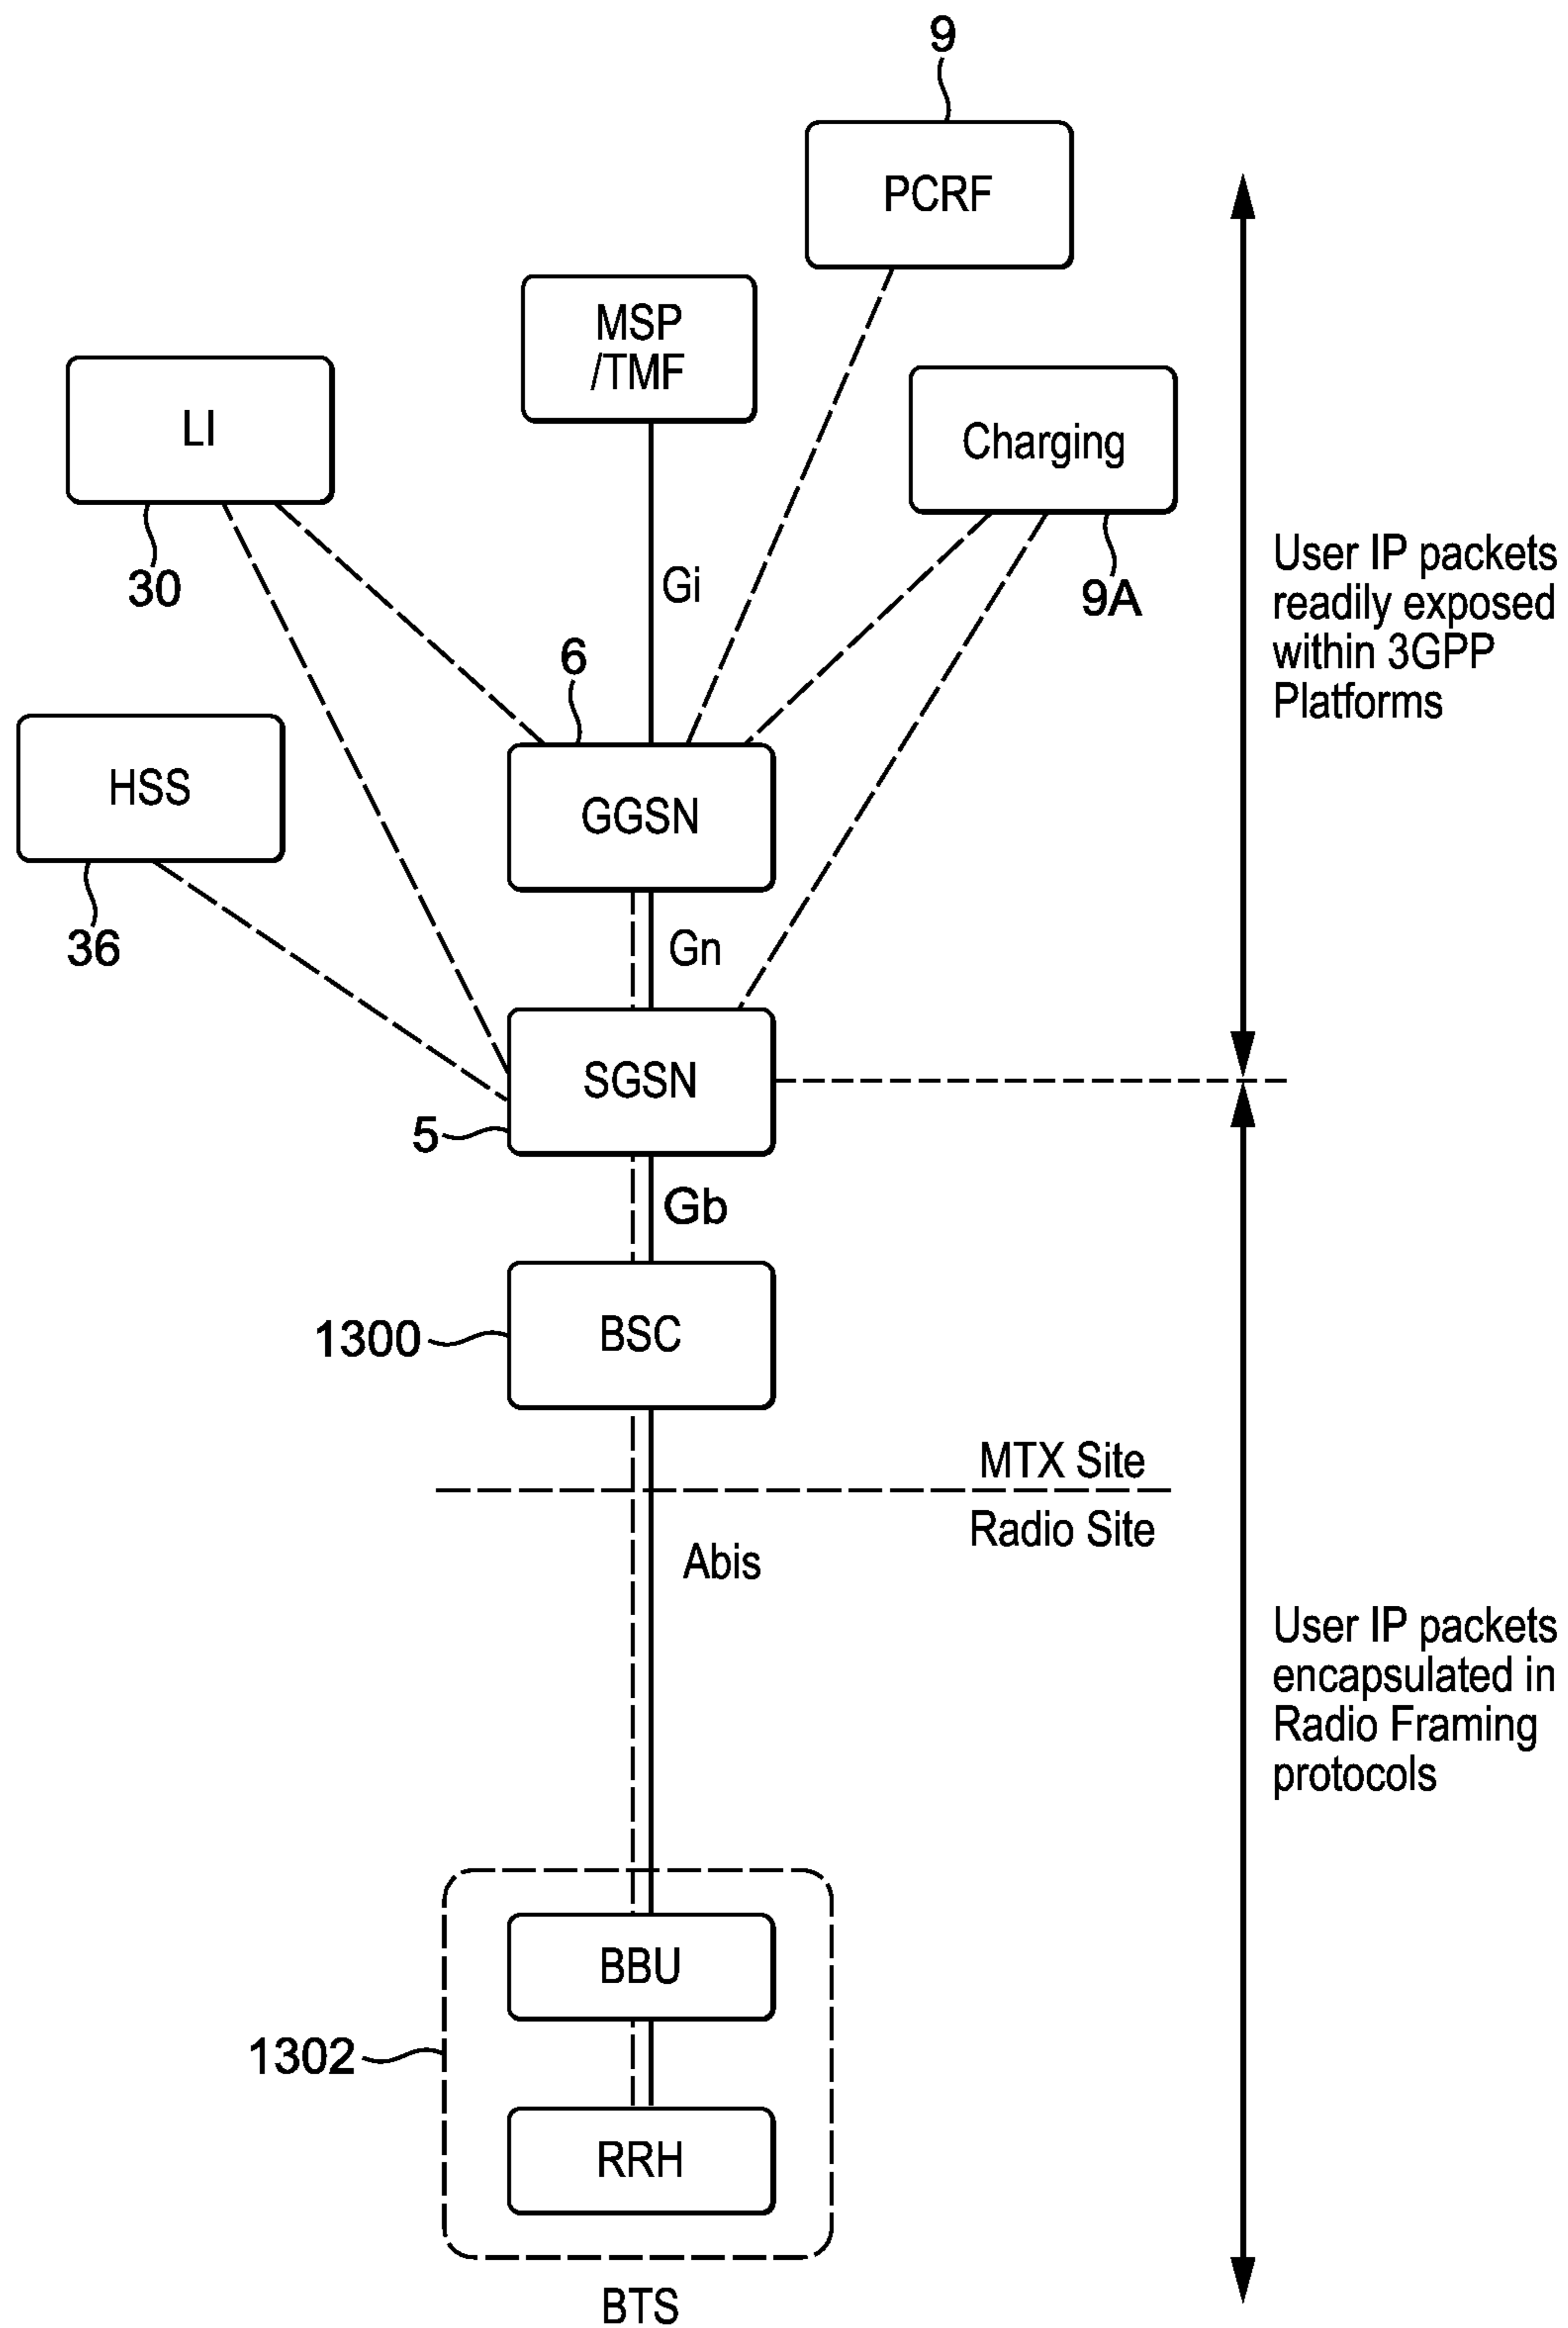 9
PCRF
MSP
/TMF
LI
Charging
30
9A
Gi
User IP packets
readily exposed
within 3GPP
Platforms
6
HSS
GGSN
36
Gn
SGSN
5
Gb
BSC
1300
MTX Site
Radio Site
Abis
User IP packets
encapsulated in
Radio Framing
protocols
BBU
1302
RRH
BTS